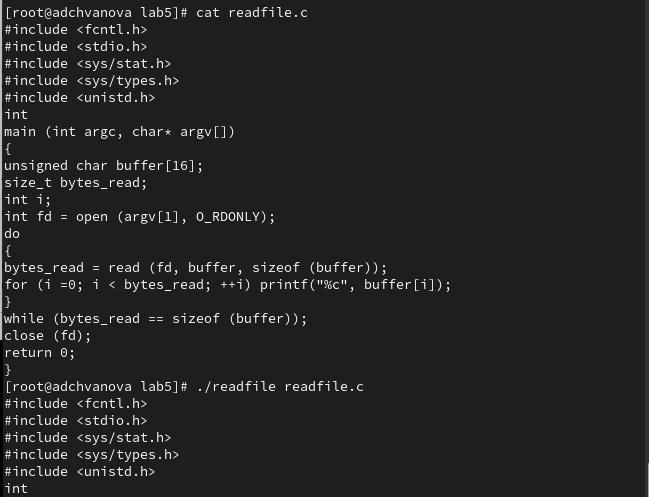 [root@adchvanova lab5]# cat readfile.c
#include <fcntl.h>
#include <stdio.h>
#include <sys/stat.h>
#include <sys/types.h>
#include <unistd.h>
int
main (int argc, char* argv[])
{
unsigned char buffer[16];
size_t bytes_read;
int i;
int fd = open (argv[1], O_RDONLY);
do
{
bytes_read = read (fd, buffer, sizeof (buffer));
for (i =0; i < bytes_read; ++i) printf("%c", buffer[i]);
}
while (bytes_read == sizeof (buffer));
close (fd);
return 0;
}
[root@adchvanova lab5]# ./readfile readfile.c
#include <fcntl.h>
#include <stdio.h>
#include <sys/stat.h>
#include <sys/types.h>
#include <unistd.h>
int